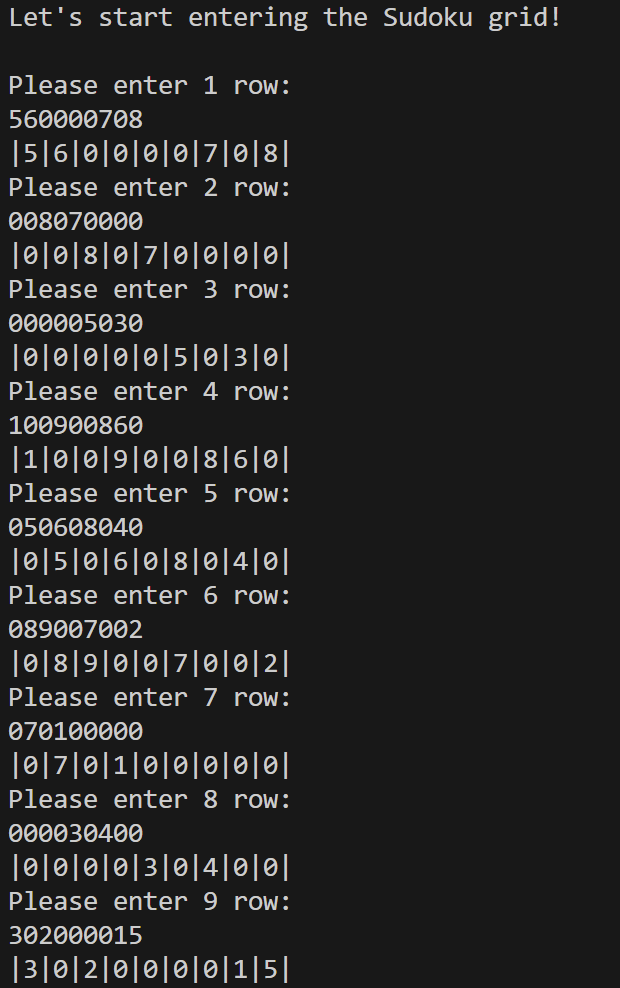 Let's start entering the Sudoku grid!
Please enter 1 row:
560000708
|5|6|0|0|0|0|7|0|8|
Please enter 2 row:
008070000
|0|0|8|0|7|0|0|0|0|
Please enter 3 row:
000005030
|0|0|0|0|0|5|0|3|0|
Please enter 4 row:
100900860
|1|0|0|9|0|0|8|6|0|
Please enter 5 row:
050608040
|0|5|0|6|0|8|0|4|0|
Please enter 6 row:
089007002
|0|8|9|0|0|7|0|0|2|
Please enter 7 row:
070100000
|0|7|0|1|0|0|0|0|0|
Please enter 8 row:
000030400
|0|0|0|0|3|0|4|0|0|
Please enter 9 row:
302000015
|3|0|2|0|0|0|0|1|5|